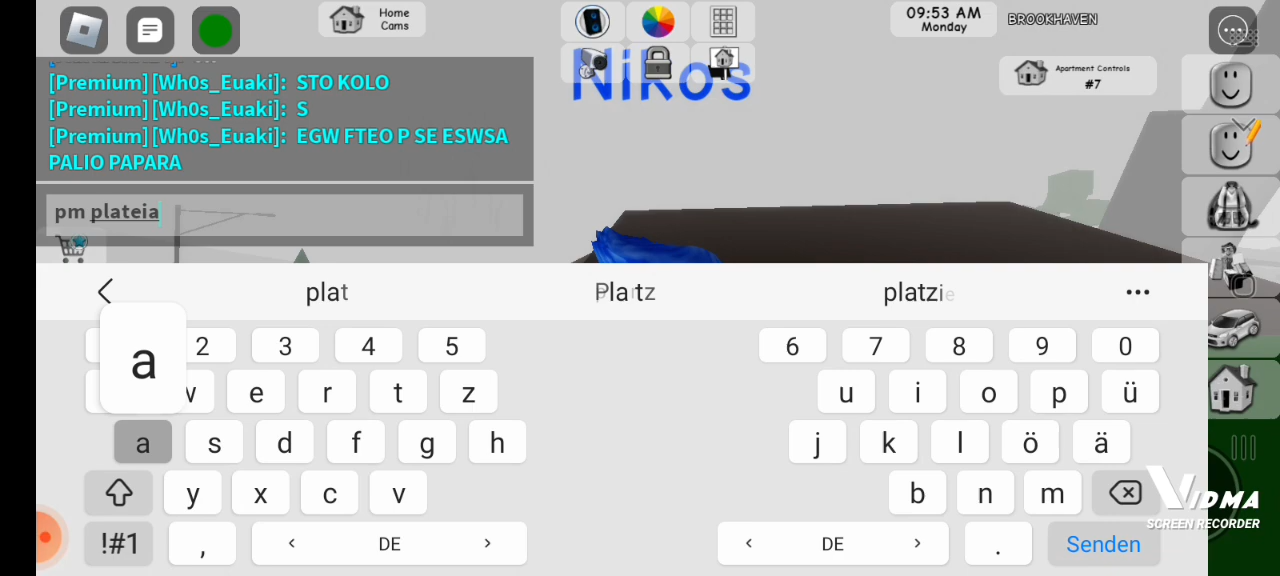 Home
Cams
09:53 AM
Monday
BROOKHAVEN
Nikos
Apartment Controls
#7
[Premium] [Wh0s_Euaki]: STO KOLO
[Premium] [Wh0s_Euaki]: S
[Premium] [Wh0s_Euaki]: EGW FTEO P SE ESWSA
PALIO PAPARA
pm plateia
plat platzie
a
2 3 4 5 6 7 8 9 0
w e r t z u i o p ü
a s d f g h j k l ö ä
y x c v b n m
!#1 , < DE > < DE > . Senden
VIDMA
SCREEN RECORDER